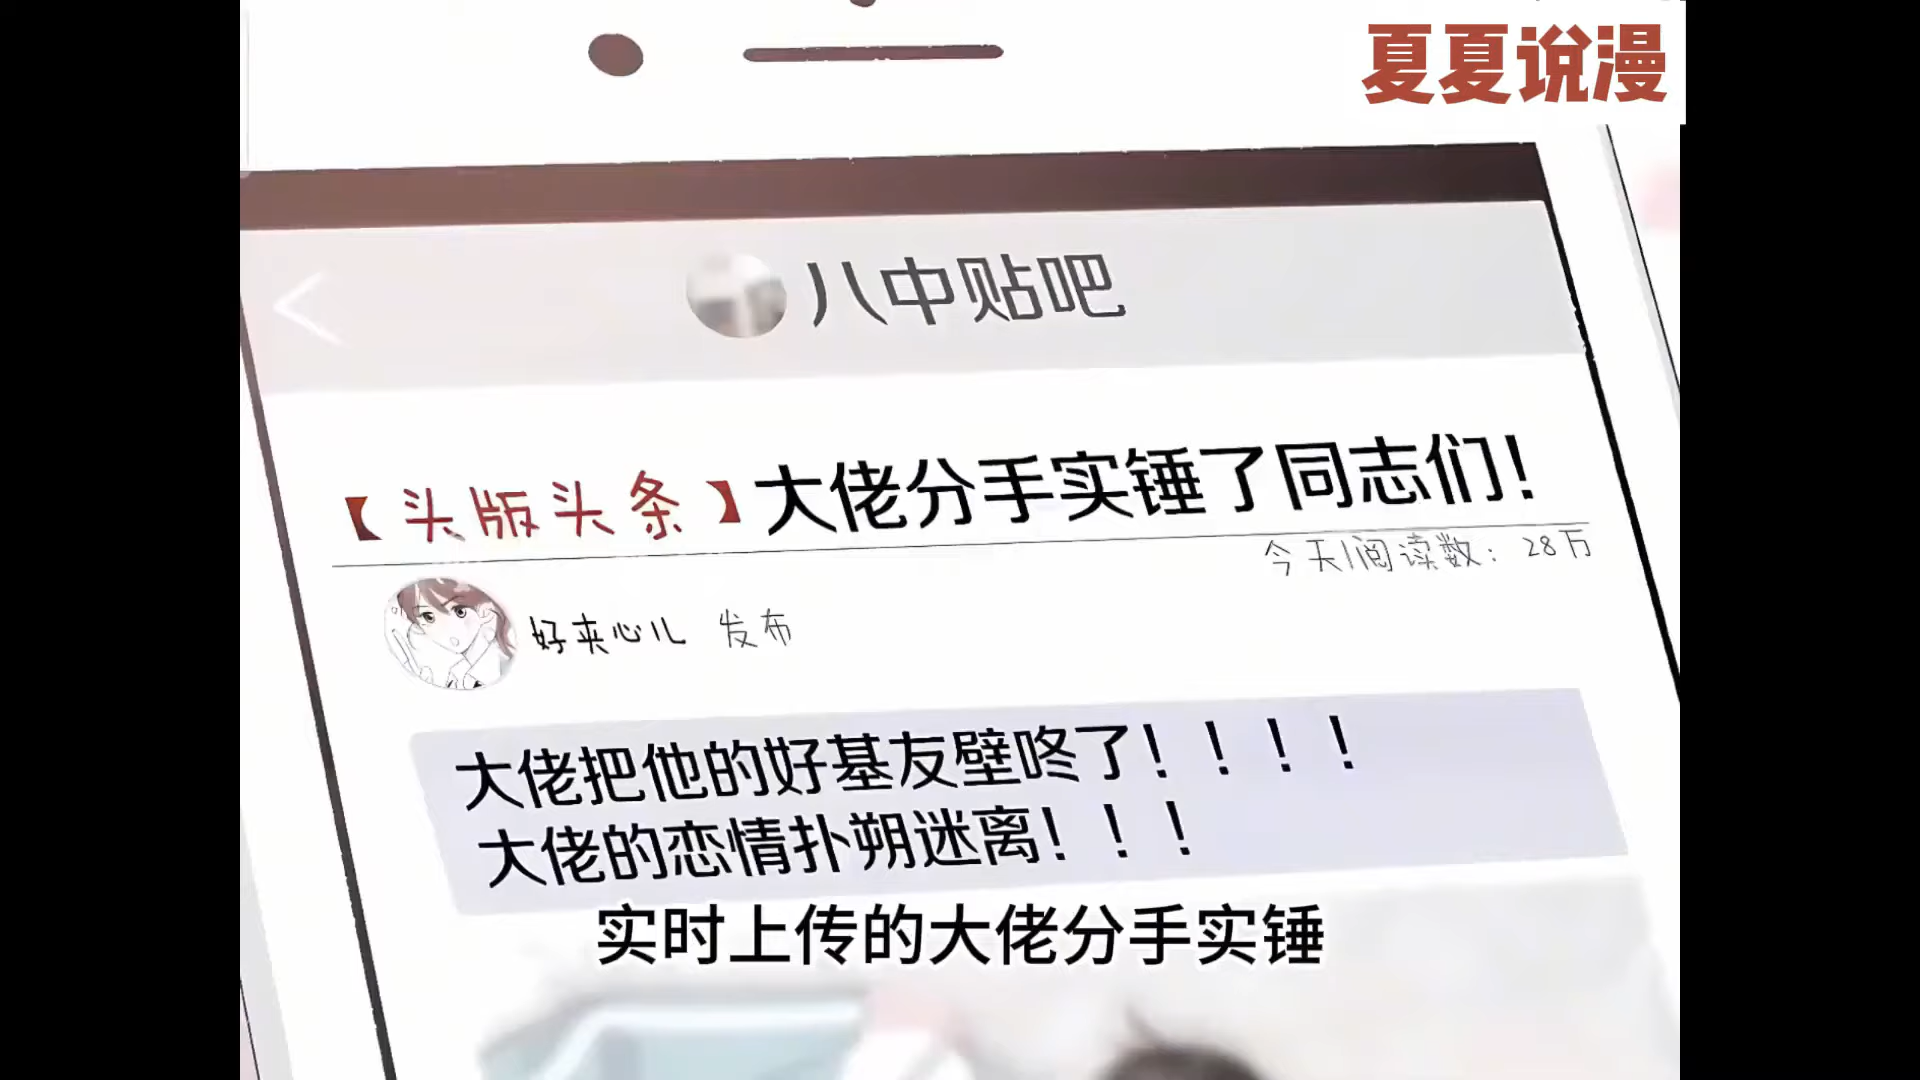 夏夏说漫
八中贴吧
【头版头条】大佬分手实锤了同志们！
今天|阅读数：28万
好夹心儿 发布
大佬把他的好基友壁咚了！！！！
大佬的恋情扑朔迷离！！！
实时上传的大佬分手实锤